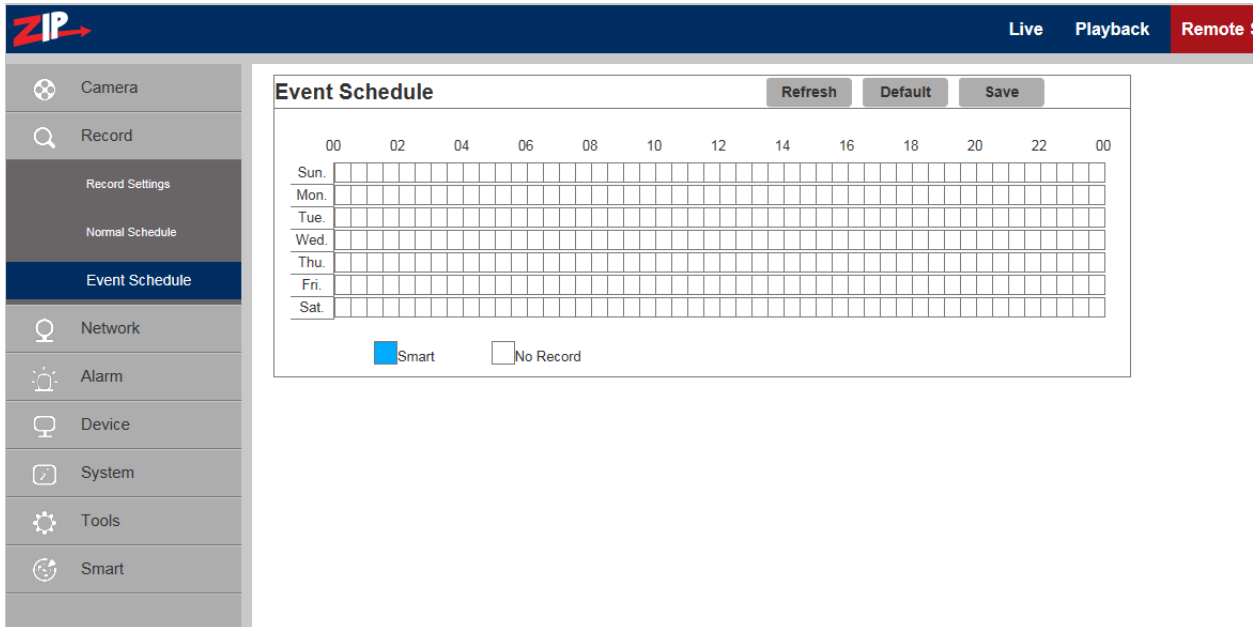 ZIP
Live Playback Remote S
Camera
Record
Record Settings
Normal Schedule
Event Schedule
Network
Alarm
Device
System
Tools
Smart
Event Schedule Refresh Default Save
00 02 04 06 08 10 12 14 16 18 20 22 00
Sun.
Mon.
Tue.
Wed.
Thu.
Fri.
Sat.
Smart No Record